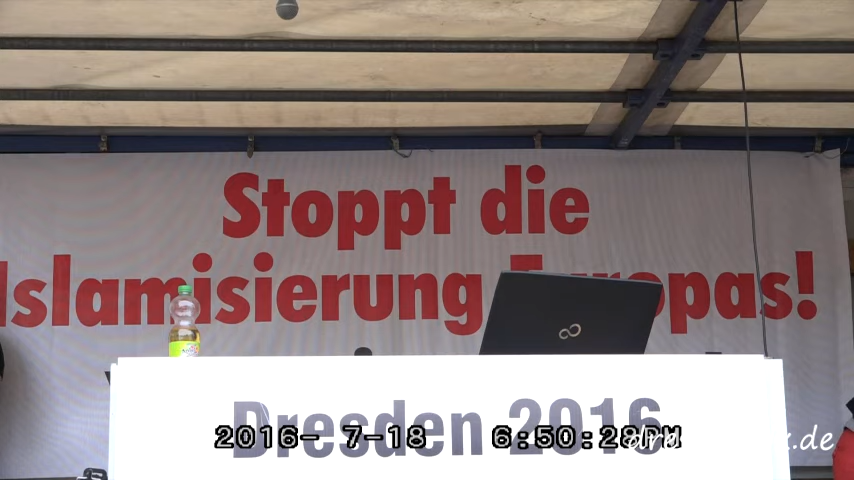 Stoppt die
Islamisierung Europas!
Dresden 2016
2016- 7-18 6:50:28PM